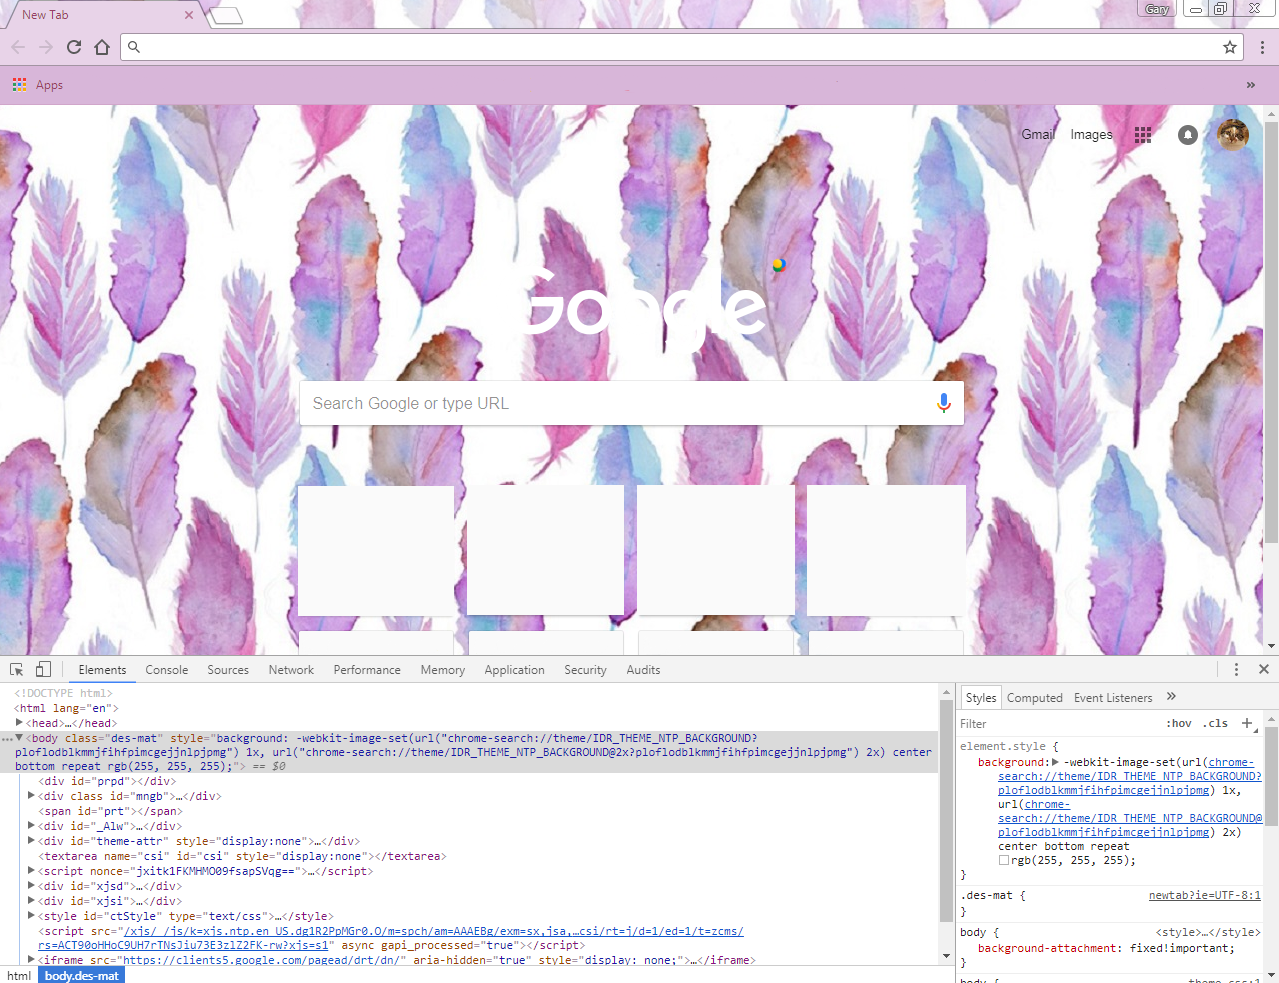 New Tab
Gary
Apps
»
Gmail Images
Google
Search Google or type URL
Elements Console Sources Network Performance Memory Application Security Audits
<!DOCTYPE html>
<html lang="en">
<head>…</head>
…<body class="des-mat" style="background: -webkit-image-set(url("chrome-search://theme/IDR_THEME_NTP_BACKGROUND?
ploflodblkmmjfihfpimcgejjnlpjpmg") 1x, url("chrome-search://theme/IDR_THEME_NTP_BACKGROUND@2x?ploflodblkmmjfihfpimcgejjnlpjpmg") 2x) center
bottom repeat rgb(255, 255, 255);"> == $0
<div id="prpd"></div>
<div class id="mngb">…</div>
<span id="prt"></span>
<div id="_Alw">…</div>
<div id="theme-attr" style="display:none">…</div>
<textarea name="csi" id="csi" style="display:none"></textarea>
<script nonce="jxitk1FKMHMO09fsapSVqg==">…</script>
<div id="xjsd">…</div>
<div id="xjsi">…</div>
<style id="ctStyle" type="text/css">…</style>
<script src="/xjs/_/js/k=xjs.ntp.en_US.dg1R2PpMGr0.O/m=spch/am=AAAEBg/exm=sx,jsa,…csi/rt=j/d=1/ed=1/t=zcms/
rs=ACT90oHHoC9UH7rTNsJiu73E3zlZ2FK-rw?xjs=s1" async gapi_processed="true"></script>
<iframe src="https://clients5.google.com/pagead/drt/dn/" aria-hidden="true" style="display: none;">…</iframe>
html body.des-mat
Styles Computed Event Listeners »
Filter :hov .cls +
element.style {
background: -webkit-image-set(url(chrome-
search://theme/IDR_THEME_NTP_BACKGROUND?
ploflodblkmmjfihfpimcgejjnlpjpmg) 1x,
url(chrome-
search://theme/IDR_THEME_NTP_BACKGROUND@
ploflodblkmmjfihfpimcgejjnlpjpmg) 2x)
center bottom repeat
rgb(255, 255, 255);
}
.des-mat { newtab?ie=UTF-8:1
}
body { <style>…</style>
background-attachment: fixed!important;
}
body { theme.css:1